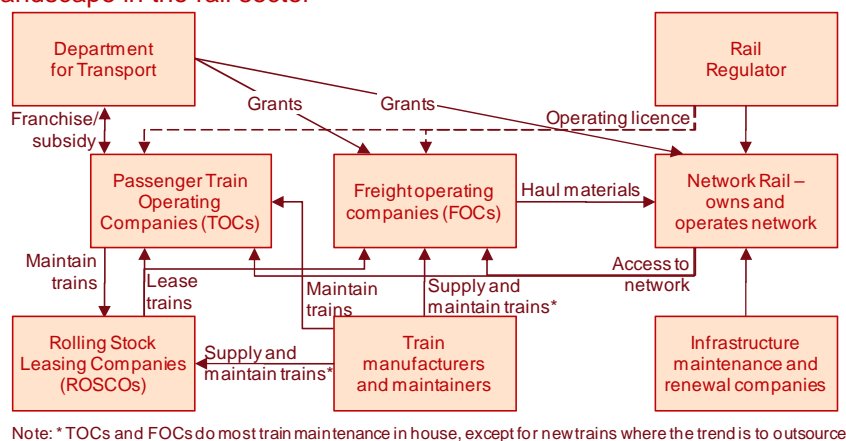 landscape in the rail sector
Department
for Transport
Rail
Regulator
Grants
Grants
Franchise/
subsidy
Operating licence
Passenger Train
Operating
Companies (TOCs)
Freight operating
companies (FOCs)
Haul materials
Network Rail –
owns and
operates network
Maintain
trains
Lease
trains
Maintain
trains
Supply and
maintain trains*
Access to
network
Rolling Stock
Leasing Companies
(ROSCOs)
Supply and
maintain trains*
Train
manufacturers
and maintainers
Infrastructure
maintenance and
renewal companies
Note: * TOCs and FOCs do most train maintenance in house, except for new trains where the trend is to outsource